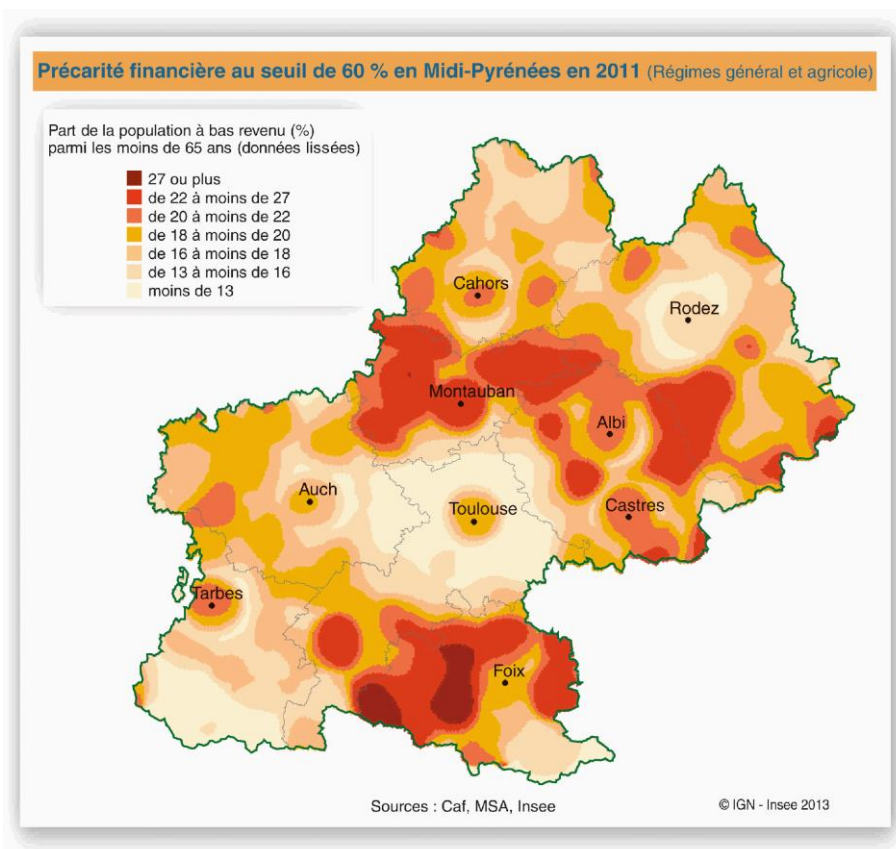 Précarité financière au seuil de 60 % en Midi-Pyrénées en 2011 (Régimes général et agricole)
Part de la population à bas revenu (%)
parmi les moins de 65 ans (données lissées)
27 ou plus
de 22 à moins de 27
de 20 à moins de 22
de 18 à moins de 20
de 16 à moins de 18
de 13 à moins de 16
moins de 13
Cahors
Rodez
Montauban
Albi
Auch
Toulouse
Castres
Tarbes
Foix
Sources : Caf, MSA, Insee
© IGN - Insee 2013